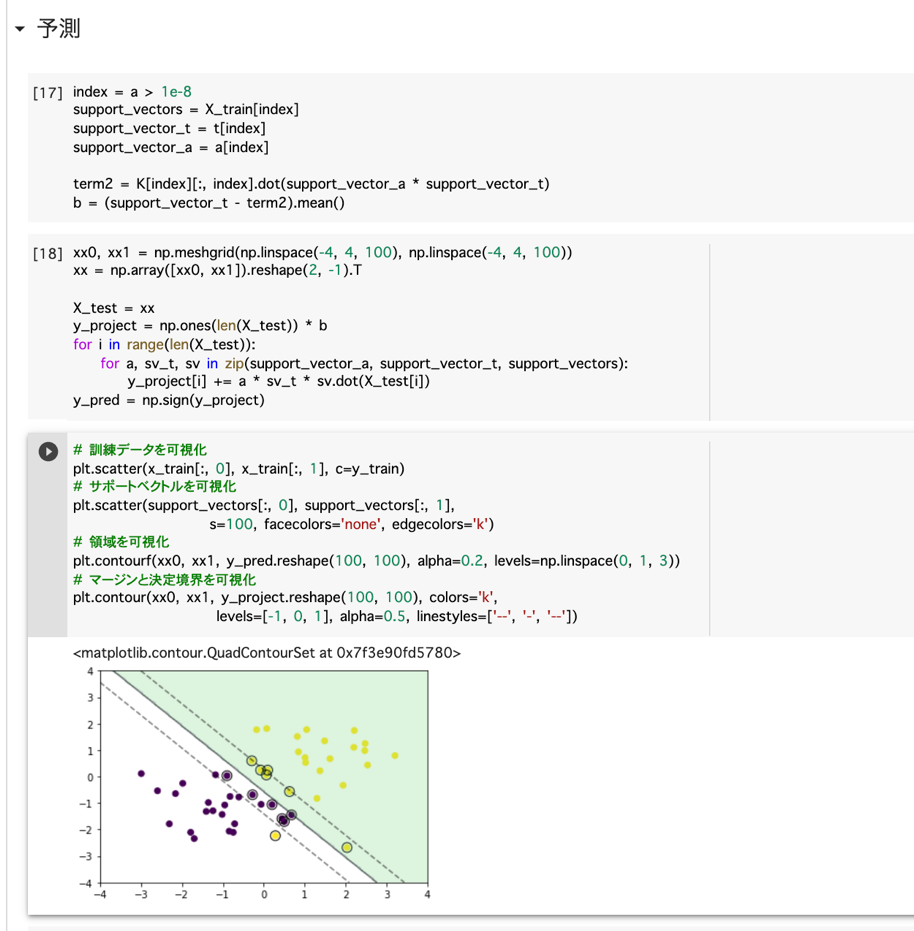 予測
[17] index = a > 1e-8
support_vectors = X_train[index]
support_vector_t = t[index]
support_vector_a = a[index]
term2 = K[index][:, index].dot(support_vector_a * support_vector_t)
b = (support_vector_t - term2).mean()
[18] xx0, xx1 = np.meshgrid(np.linspace(-4, 4, 100), np.linspace(-4, 4, 100))
xx = np.array([xx0, xx1]).reshape(2, -1).T
X_test = xx
y_project = np.ones(len(X_test)) * b
for i in range(len(X_test)):
for a, sv_t, sv in zip(support_vector_a, support_vector_t, support_vectors):
y_project[i] += a * sv_t * sv.dot(X_test[i])
y_pred = np.sign(y_project)
# 訓練データを可視化
plt.scatter(x_train[:, 0], x_train[:, 1], c=y_train)
# サポートベクトルを可視化
plt.scatter(support_vectors[:, 0], support_vectors[:, 1],
s=100, facecolors='none', edgecolors='k')
# 領域を可視化
plt.contourf(xx0, xx1, y_pred.reshape(100, 100), alpha=0.2, levels=np.linspace(0, 1, 3))
# マージンと決定境界を可視化
plt.contour(xx0, xx1, y_project.reshape(100, 100), colors='k',
levels=[-1, 0, 1], alpha=0.5, linestyles=['--', '-', '--'])
<matplotlib.contour.QuadContourSet at 0x7f3e90fd5780>
4
3
2
1
0
−1
−2
−3
−4
−4 −3 −2 −1 0 1 2 3 4